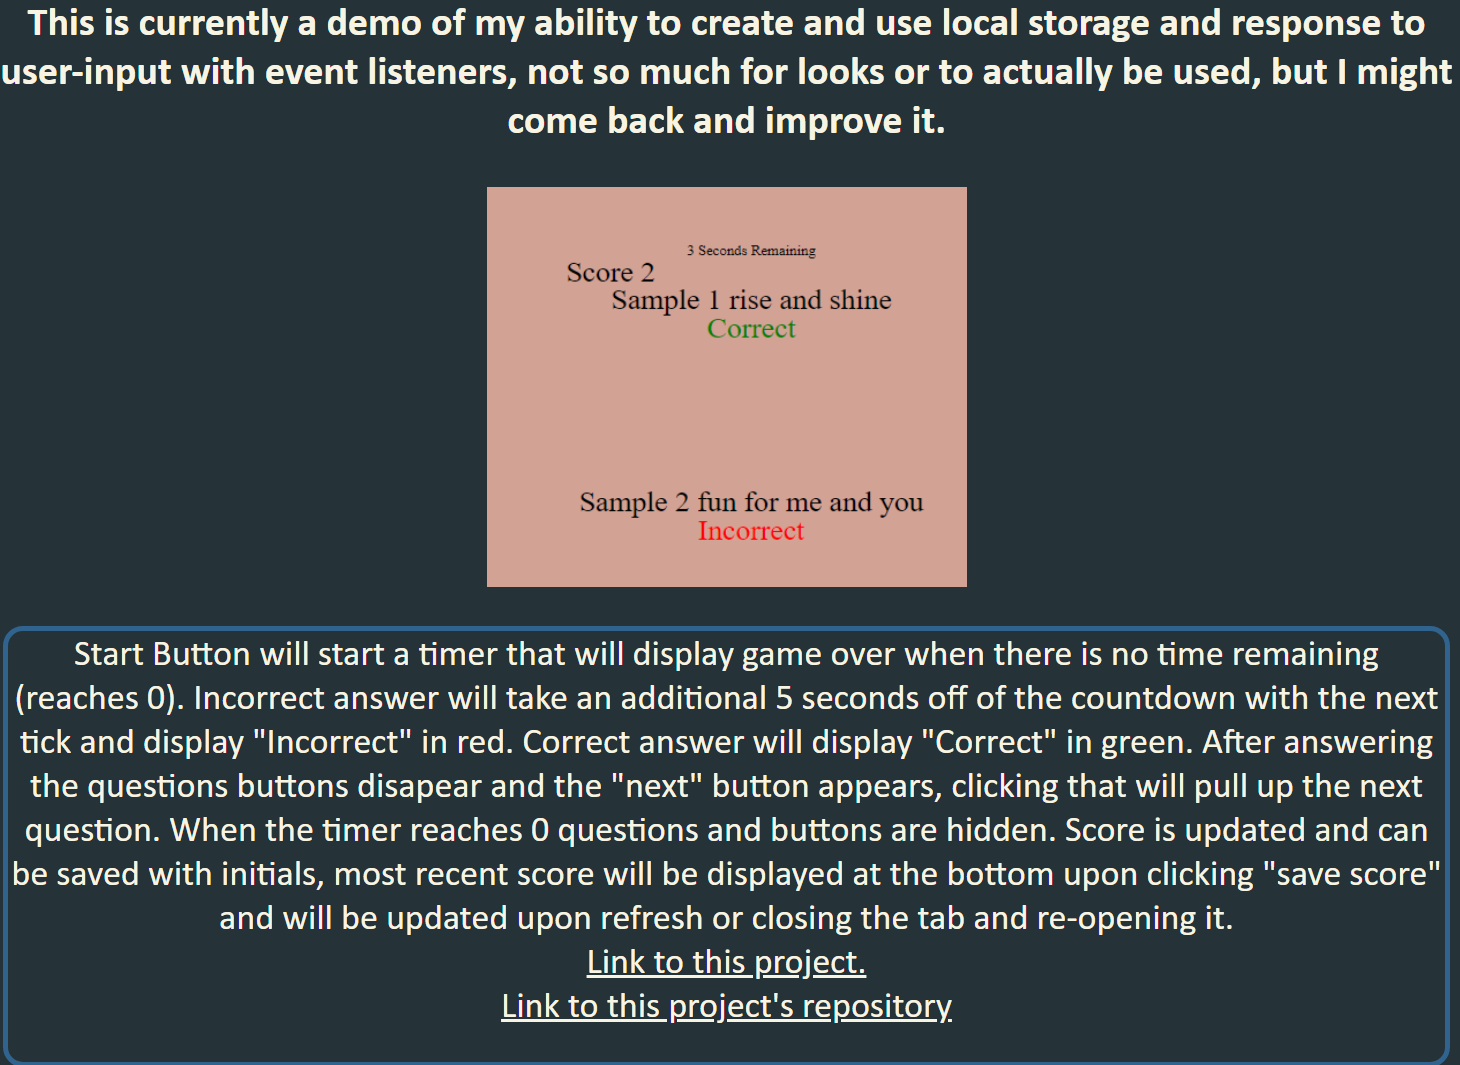 This is currently a demo of my ability to create and use local storage and response to
user-input with event listeners, not so much for looks or to actually be used, but I might
come back and improve it.
3 Seconds Remaining
Score 2
Sample 1 rise and shine
Correct
Sample 2 fun for me and you
Incorrect
Start Button will start a timer that will display game over when there is no time remaining
(reaches 0). Incorrect answer will take an additional 5 seconds off of the countdown with the next
tick and display "Incorrect" in red. Correct answer will display "Correct" in green. After answering
the questions buttons disapear and the "next" button appears, clicking that will pull up the next
question. When the timer reaches 0 questions and buttons are hidden. Score is updated and can
be saved with initials, most recent score will be displayed at the bottom upon clicking "save score"
and will be updated upon refresh or closing the tab and re-opening it.
Link to this project.
Link to this project's repository